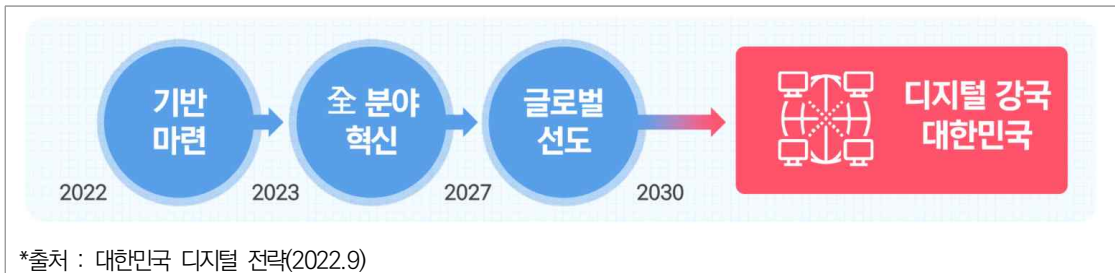 기반
마련
全 분야
혁신
글로벌
선도
디지털 강국
대한민국
2022
2023
2027
2030
*출처 : 대한민국 디지털 전략(2022.9)